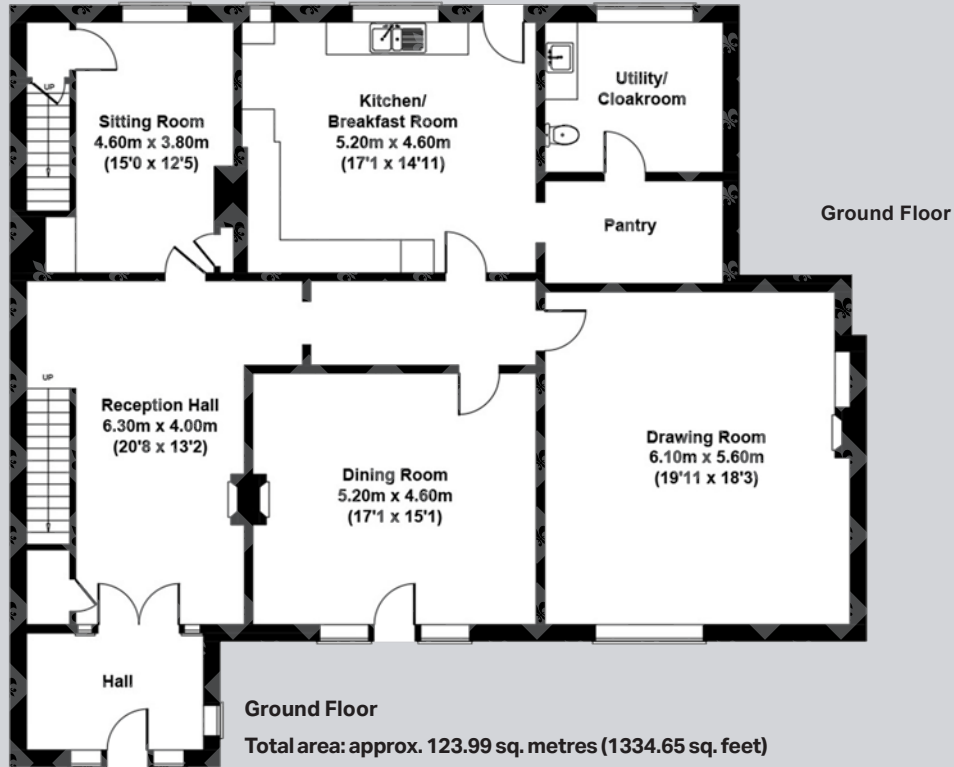 UP
Sitting Room
4.60m x 3.80m
(15'0 x 12'5)
Kitchen/
Breakfast Room
5.20m x 4.60m
(17'1 x 14'11)
Utility/
Cloakroom
Pantry
Ground Floor
UP
Reception Hall
6.30m x 4.00m
(20'8 x 13'2)
Dining Room
5.20m x 4.60m
(17'1 x 15'1)
Drawing Room
6.10m x 5.60m
(19'11 x 18'3)
Hall
Ground Floor
Total area: approx. 123.99 sq. metres (1334.65 sq. feet)